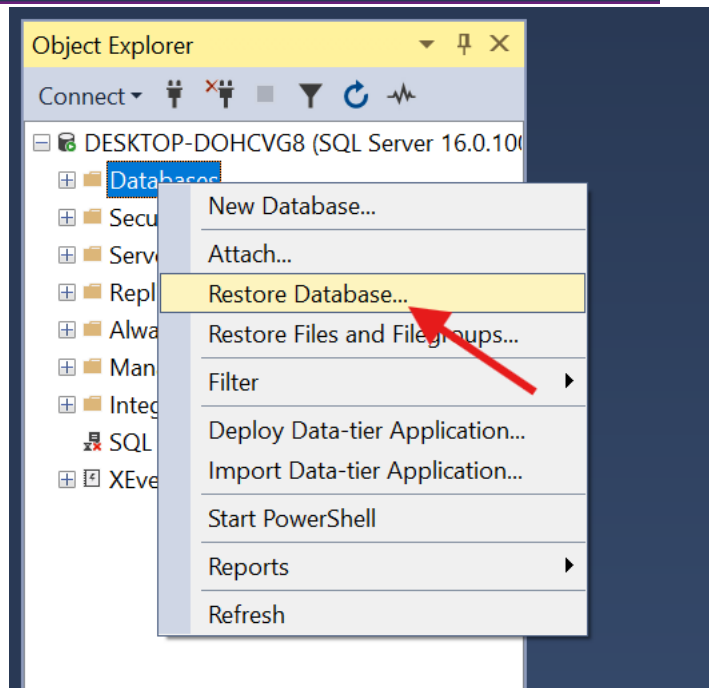 Object Explorer
Connect
DESKTOP-DOHCVG8 (SQL Server 16.0.100
Databases
New Database...
Secu
Attach...
Serv
Restore Database...
Repl
Restore Files and Filegroups...
Alwa
Man
Filter
Integ
Deploy Data-tier Application...
SQL
Import Data-tier Application...
XEve
Start PowerShell
Reports
Refresh